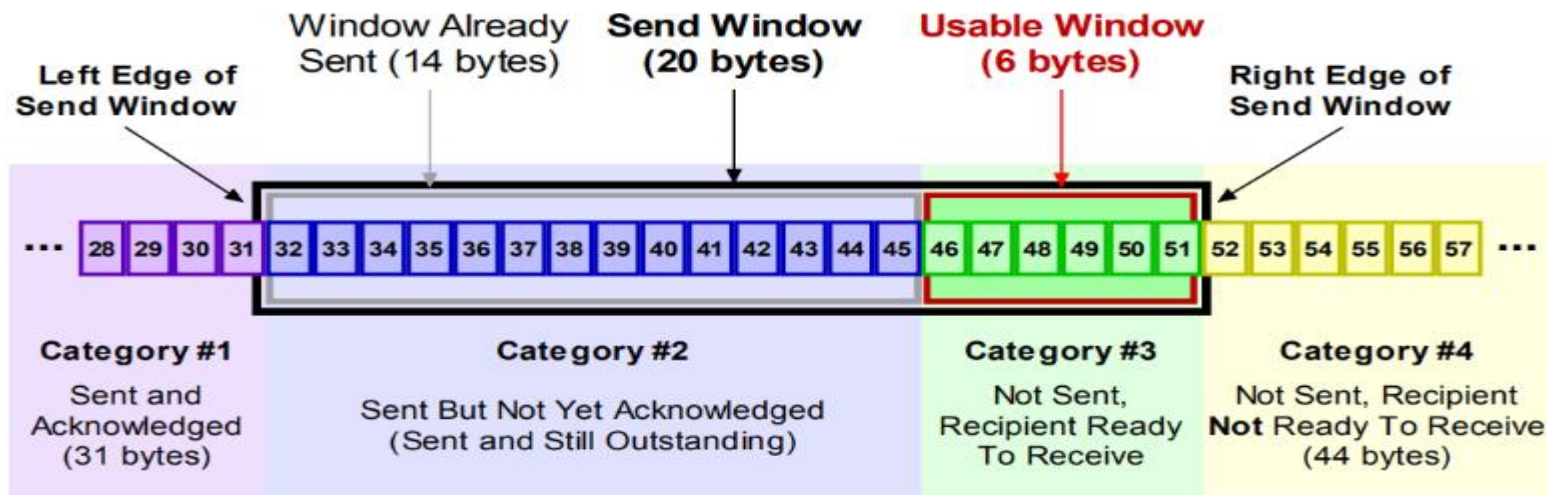 Window Already
Sent (14 bytes)
Send Window
(20 bytes)
Usable Window
(6 bytes)
Left Edge of
Send Window
Right Edge of
Send Window
... 28 29 30 31 32 33 34 35 36 37 38 39 40 41 42 43 44 45 46 47 48 49 50 51 52 53 54 55 56 57 ...
Category #1
Sent and
Acknowledged
(31 bytes)
Category #2
Sent But Not Yet Acknowledged
(Sent and Still Outstanding)
Category #3
Not Sent,
Recipient Ready
To Receive
Category #4
Not Sent, Recipient
Not Ready To Receive
(44 bytes)